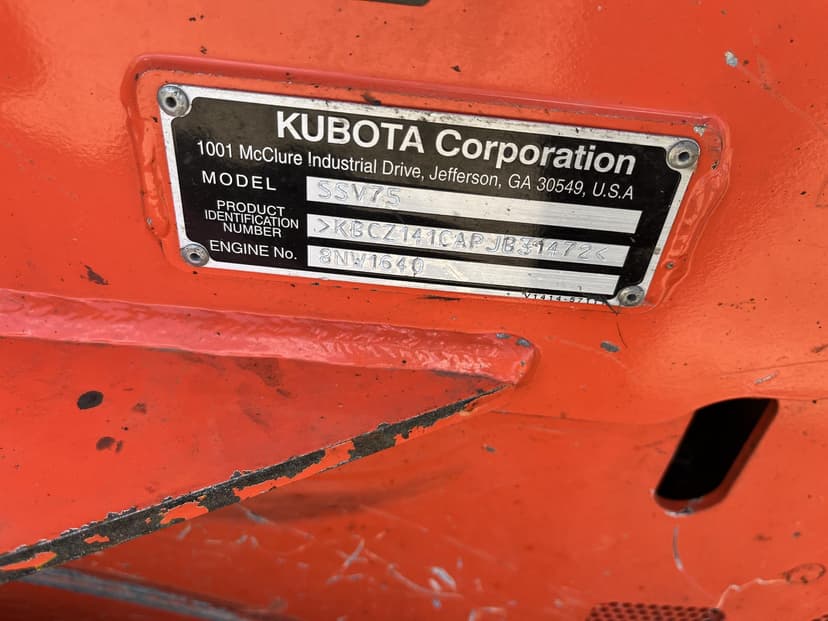 KUBOTA Corporation
1001 McClure Industrial Drive, Jefferson, GA 30549, U.S.A
MODEL SSV75
PRODUCT IDENTIFICATION NUMBER >KBCZ141CAPJB31472<
ENGINE No. 8NW1640